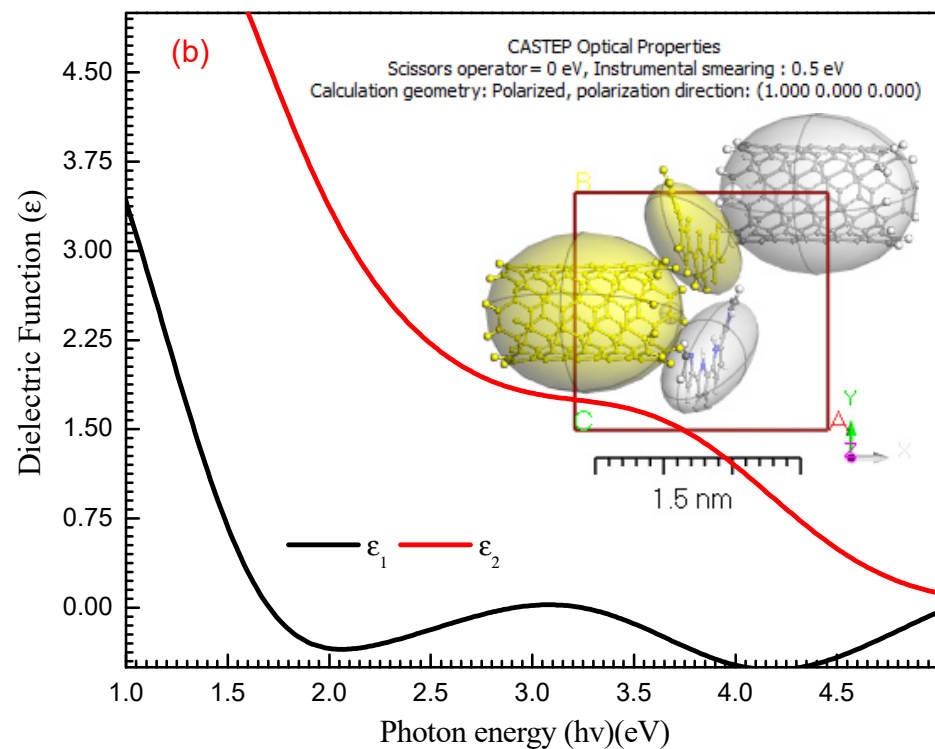 (b)
CASTEP Optical Properties
Scissors operator= 0 eV, Instrumental smearing : 0.5 eV
Calculation geometry: Polarized, polarization direction: (1.000 0.000 0.000)
Dielectric Function (ε)
4.50
3.75
3.00
2.25
1.50
0.75
0.00
B
C
A
Y
Z
X
1.5 nm
ε₁
ε₂
1.0 1.5 2.0 2.5 3.0 3.5 4.0 4.5
Photon energy (hν)(eV)